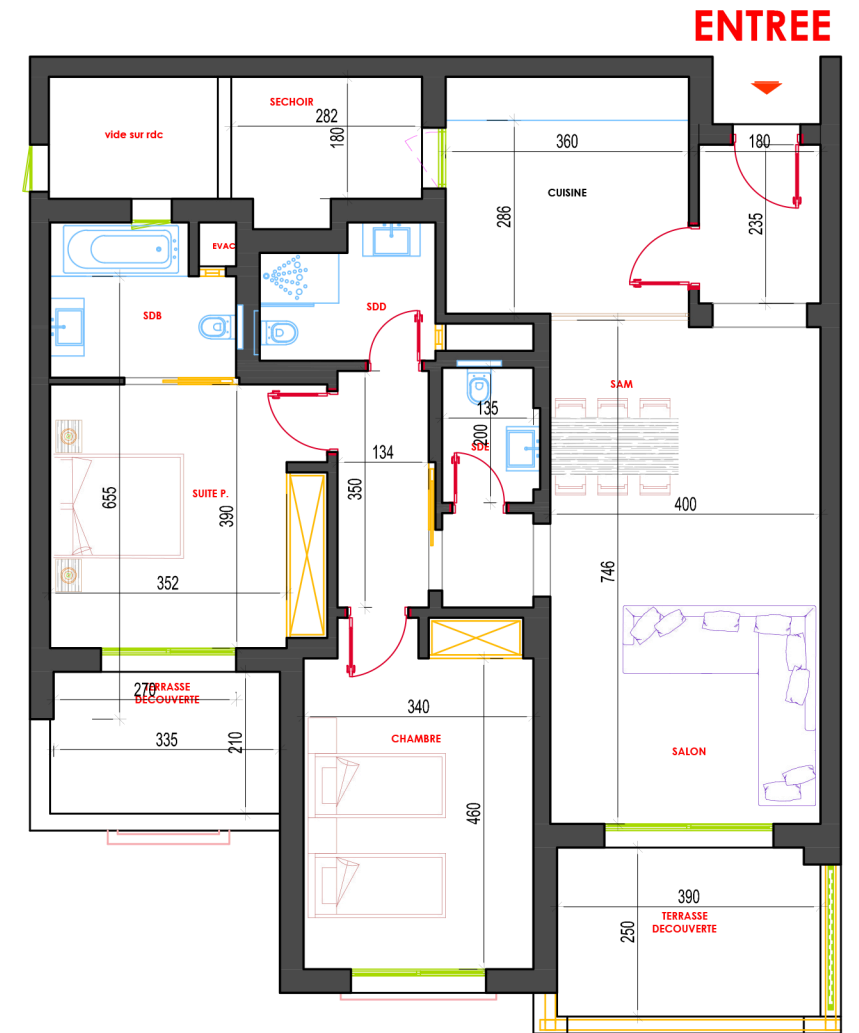 ENTREE
SECHOIR
282
180
vide sur rdc
360
180
CUISINE
286
235
EVAC
SDB
SDD
SAM
135
200
SDE
134
350
655
SUITE P.
390
352
400
746
270
TERRASSE
DECOUVERTE
335
210
340
CHAMBRE
460
SALON
390
TERRASSE
DECOUVERTE
250